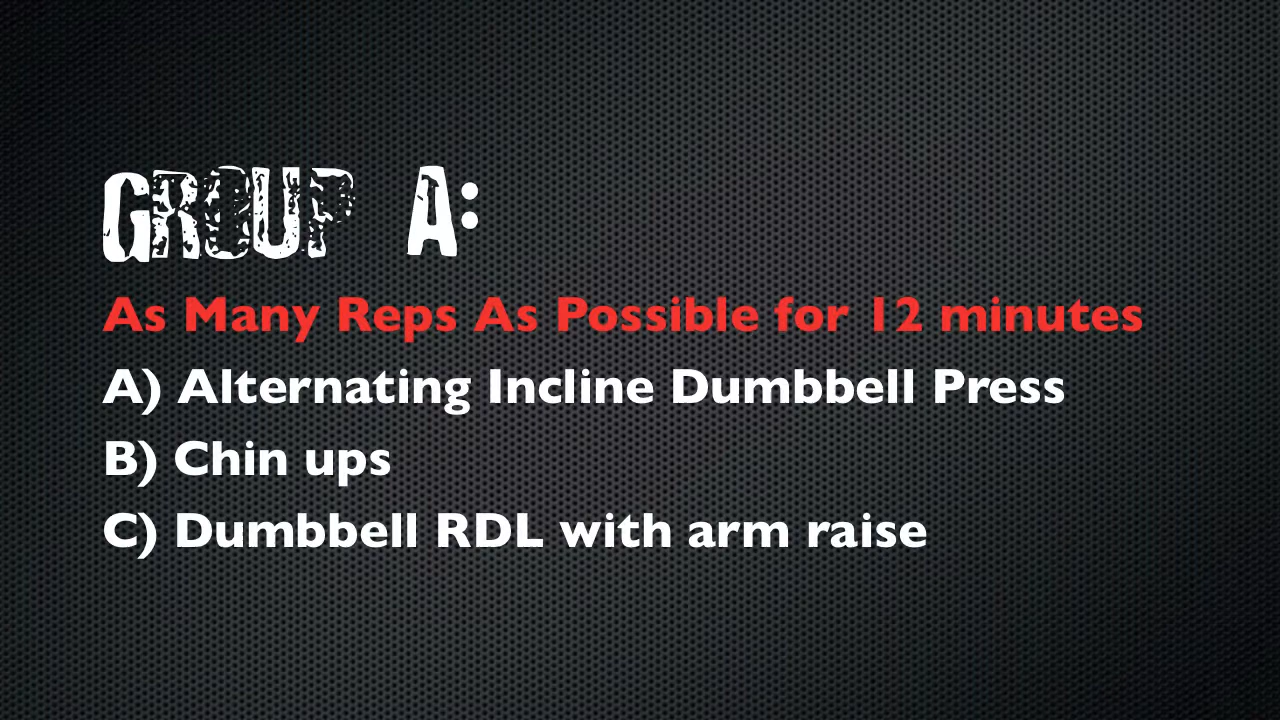 GROUP A:
As Many Reps As Possible for 12 minutes
A) Alternating Incline Dumbbell Press
B) Chin ups
C) Dumbbell RDL with arm raise